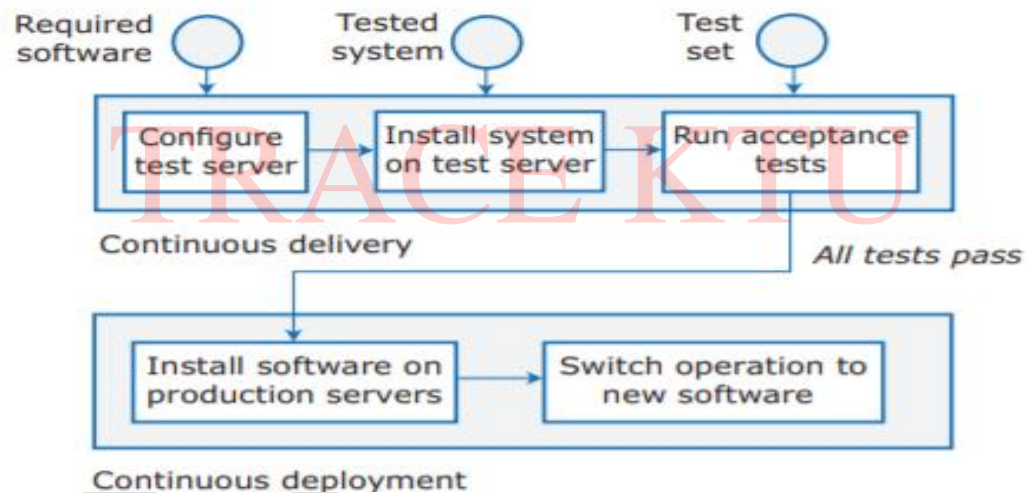 Required
software
Tested
system
Test
set
Configure
test server
Install system
on test server
Run acceptance
tests
TRACE KTU
Continuous delivery
All tests pass
Install software on
production servers
Switch operation to
new software
Continuous deployment